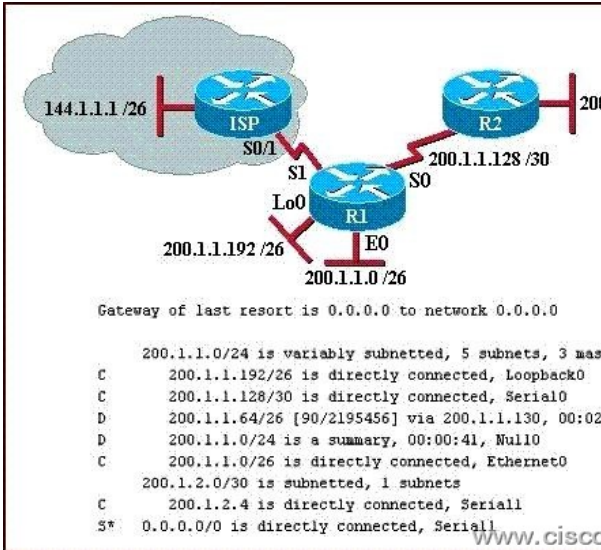 144.1.1.1 /26
ISP
S0/1
S1
R2
200
200.1.1.128 /30
S0
Lo0
R1
E0
200.1.1.192 /26
200.1.1.0 /26
Gateway of last resort is 0.0.0.0 to network 0.0.0.0
200.1.1.0/24 is variably subnetted, 5 subnets, 3 mas
C 200.1.1.192/26 is directly connected, Loopback0
C 200.1.1.128/30 is directly connected, Serial0
D 200.1.1.64/26 [90/2195456] via 200.1.1.130, 00:02
D 200.1.1.0/24 is a summary, 00:00:41, Null0
C 200.1.1.0/26 is directly connected, Ethernet0
200.1.2.0/30 is subnetted, 1 subnets
C 200.1.2.4 is directly connected, Serial1
S* 0.0.0.0/0 is directly connected, Serial1
www.cisco